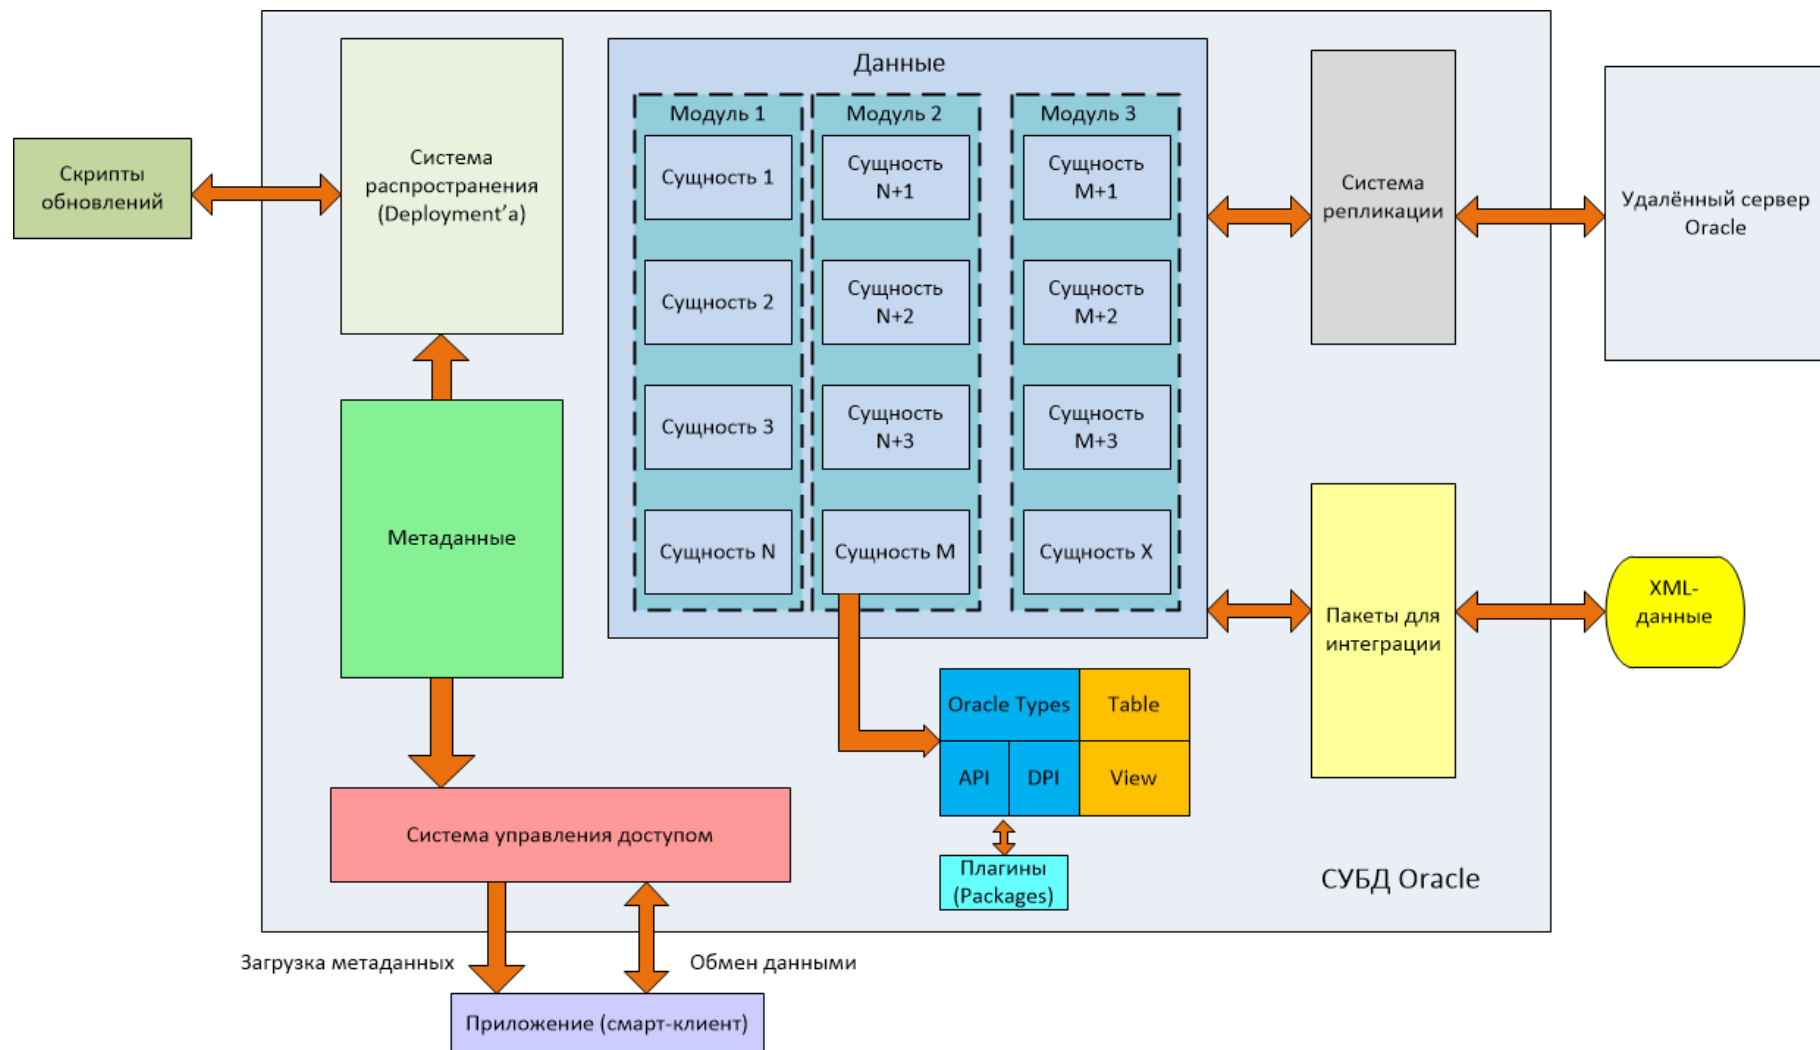 Данные
Модуль 1
Модуль 2
Модуль 3
Скрипты
обновлений
Система
распространения
(Deployment’а)
Сущность 1
Сущность
N+1
Сущность
M+1
Система
репликации
Удалённый сервер
Oracle
Сущность 2
Сущность
N+2
Сущность
M+2
Сущность 3
Сущность
N+3
Сущность
M+3
Метаданные
Сущность N
Сущность M
Сущность X
Пакеты для
интеграции
XML-
данные
Oracle Types
Table
API
DPI
View
Система управления доступом
Плагины
(Packages)
СУБД Oracle
Загрузка метаданных
Обмен данными
Приложение (смарт-клиент)